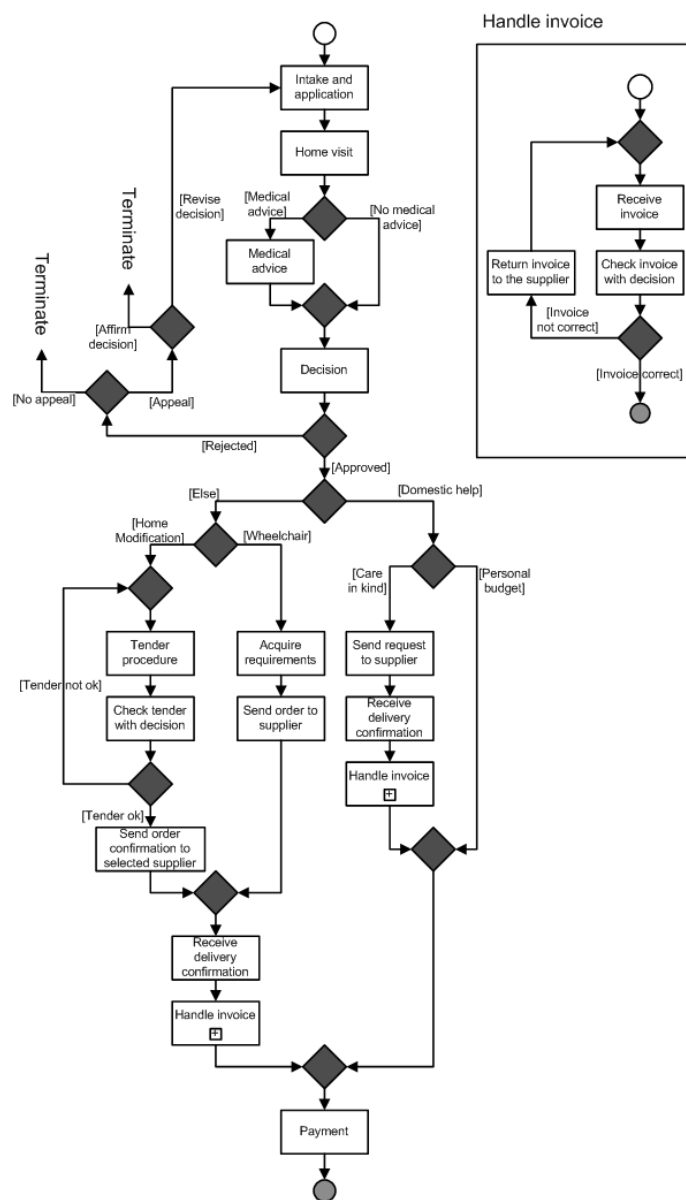 Handle invoice
Intake and
application
Home visit
[Revise
decision]
[Medical
advice]
[No medical
advice]
Medical
advice
Terminate
Terminate
[Affirm
decision]
Decision
[No appeal]
[Appeal]
[Rejected]
[Approved]
Receive
invoice
Return invoice
to the supplier
Check invoice
with decision
[Invoice
not correct]
[Invoice correct]
[Else]
[Domestic help]
[Home
Modification]
[Wheelchair]
[Care
in kind]
[Personal
budget]
Tender
procedure
Acquire
requirements
Send request
to supplier
[Tender not ok]
Check tender
with decision
Send order to
supplier
Receive
delivery
confirmation
Handle invoice
[Tender ok]
Send order
confirmation to
selected supplier
Receive
delivery
confirmation
Handle invoice
Payment